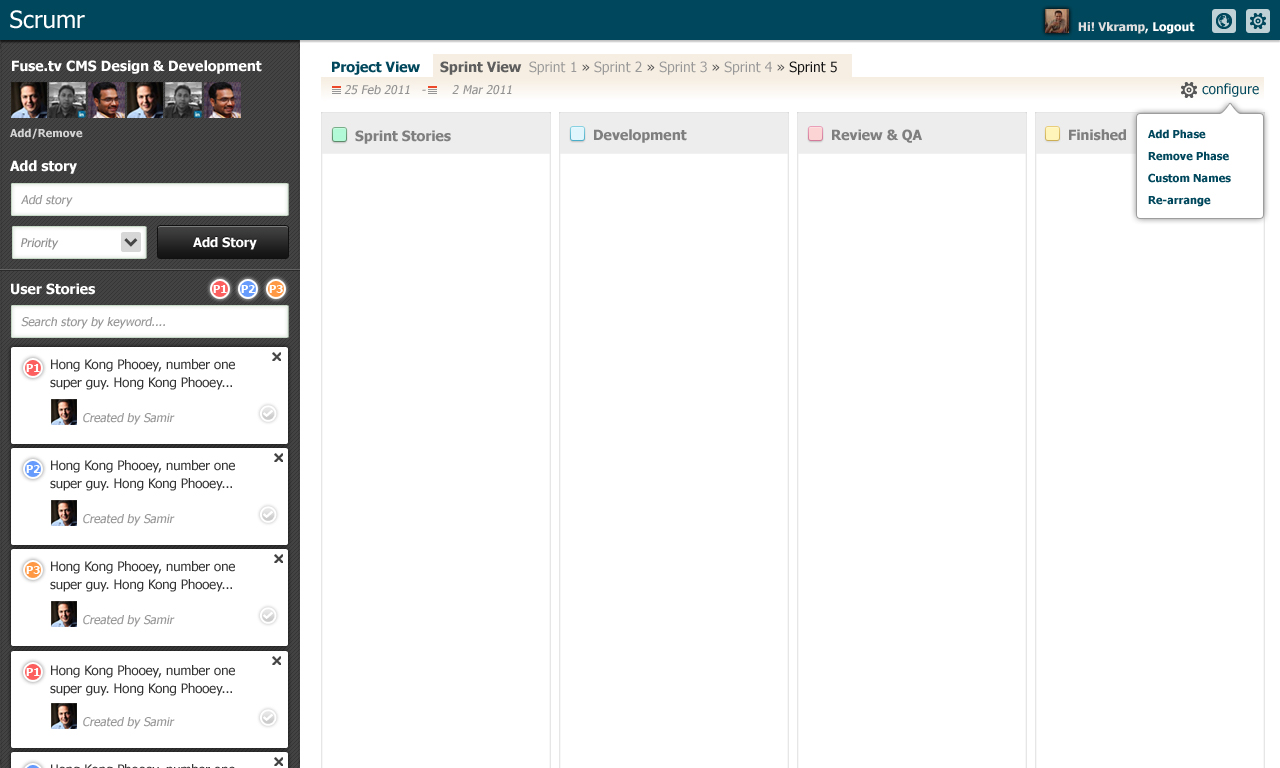 Scrumr
Hi! Vkramp, Logout
Fuse.tv CMS Design & Development
Add/Remove
Add story
Add story
Priority
Add Story
User Stories
P1 P2 P3
Search story by keyword....
P1
Hong Kong Phooey, number one
super guy. Hong Kong Phooey...
Created by Samir
P2
Hong Kong Phooey, number one
super guy. Hong Kong Phooey...
Created by Samir
P3
Hong Kong Phooey, number one
super guy. Hong Kong Phooey...
Created by Samir
P1
Hong Kong Phooey, number one
super guy. Hong Kong Phooey...
Created by Samir
Hong Kong Phooey, number one
Project View
Sprint View Sprint 1 » Sprint 2 » Sprint 3 » Sprint 4 » Sprint 5
25 Feb 2011 - 2 Mar 2011
configure
Add Phase
Remove Phase
Custom Names
Re-arrange
Sprint Stories
Development
Review & QA
Finished